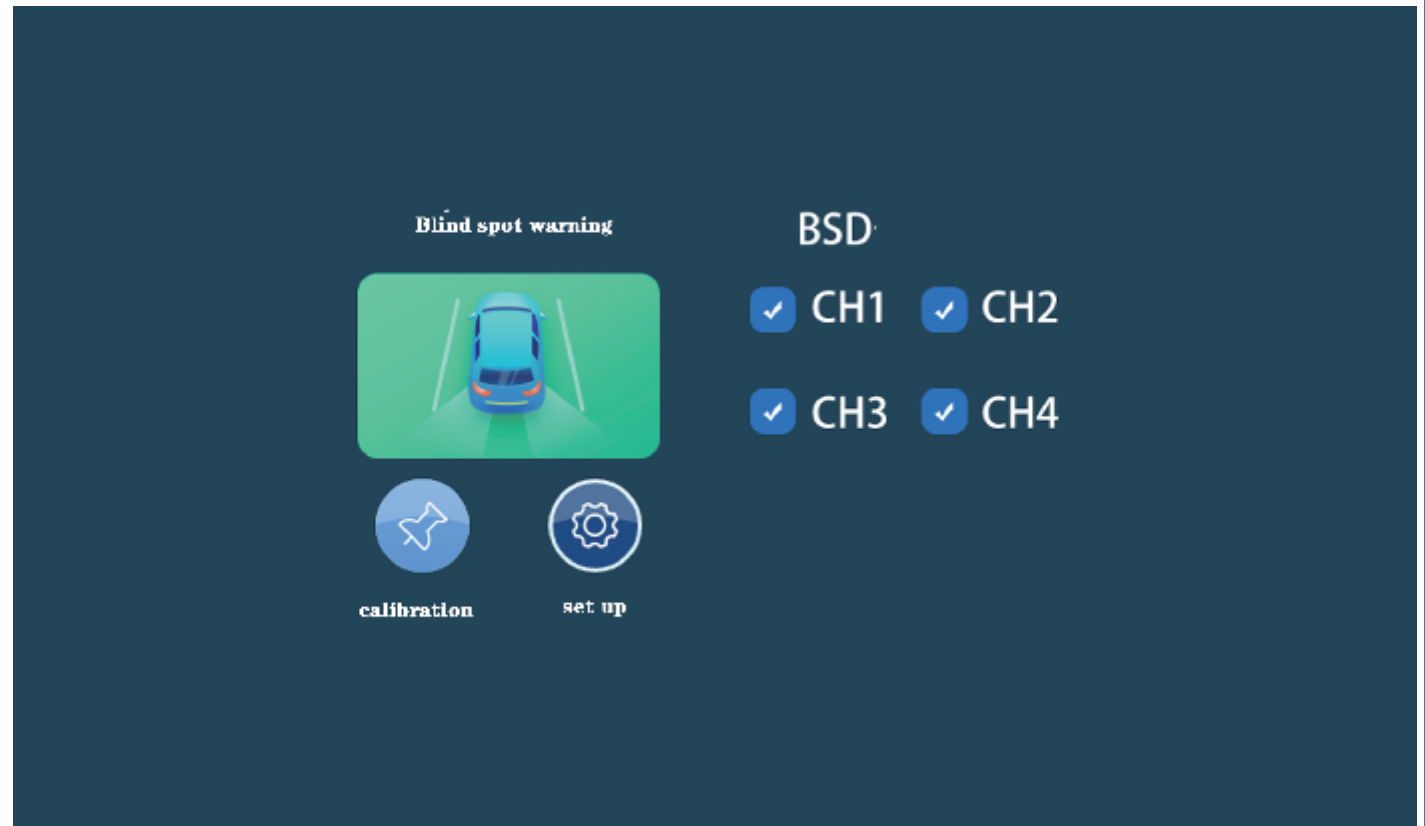 Blind spot warning
BSD
CH1 CH2
CH3 CH4
calibration
set up